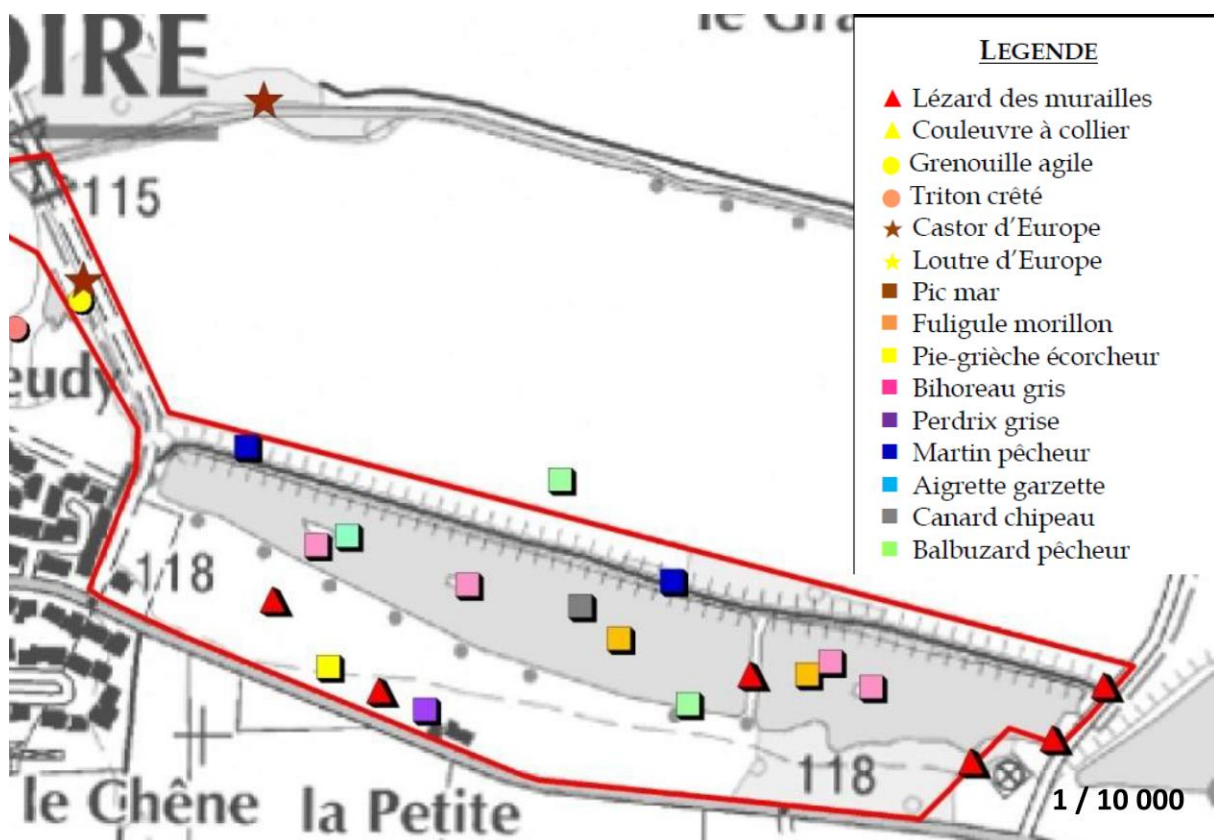 OIRE
le Gra
115
eudy
118
118
le Chêne
la Petite
1 / 10 000
LEGENDE
Lézard des murailles
Couleuvre à collier
Grenouille agile
Triton crêté
Castor d'Europe
Loutre d'Europe
Pic mar
Fuligule morillon
Pie-grièche écorcheur
Bihoreau gris
Perdrix grise
Martin pêcheur
Aigrette garzette
Canard chipeau
Balbuzard pêcheur